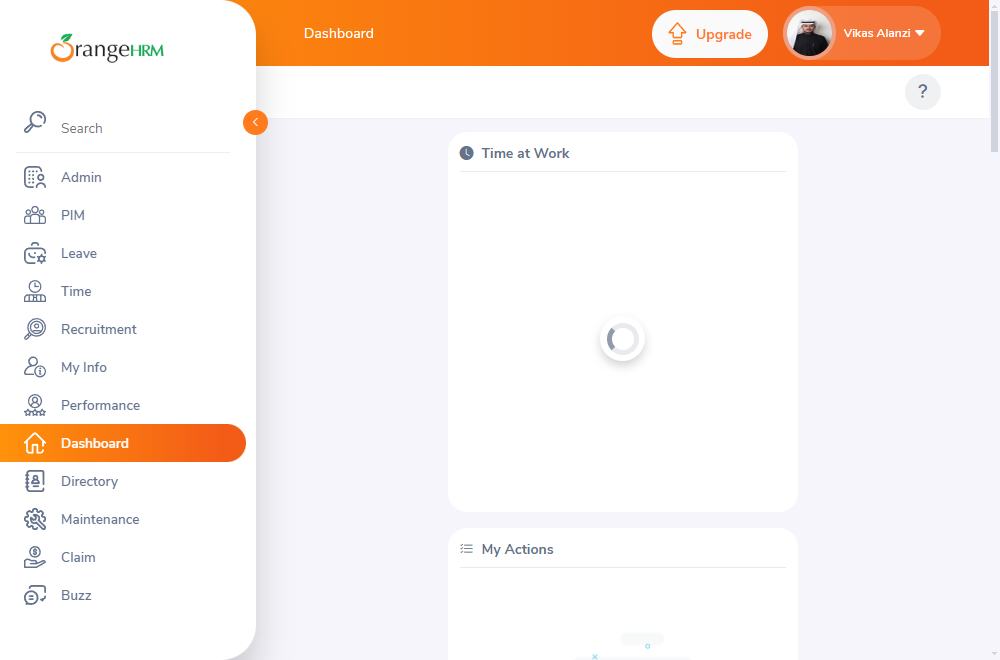 OrangeHRM
Dashboard
Upgrade
Vikas Alanzi
?
Search
Admin
PIM
Leave
Time
Recruitment
My Info
Performance
Dashboard
Directory
Maintenance
Claim
Buzz
Time at Work
My Actions